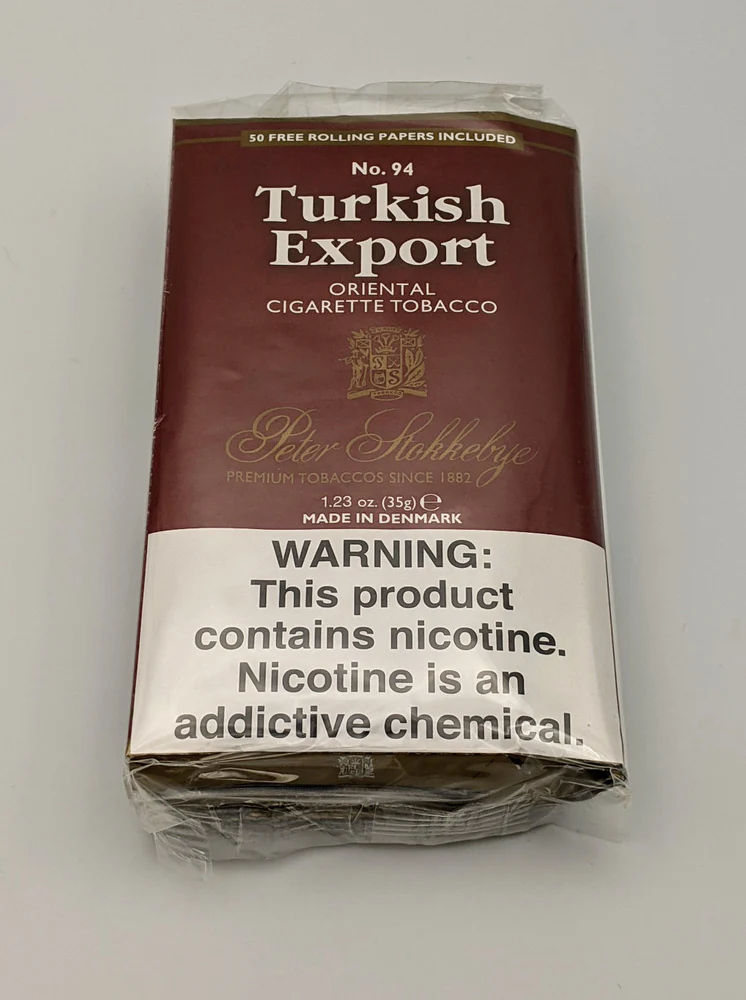 50 FREE ROLLING PAPERS INCLUDED
No. 94
Turkish
Export
ORIENTAL
CIGARETTE TOBACCO
Peter Stokkebye
PREMIUM TOBACCOS SINCE 1882
1.23 oz. (35g) ℮
MADE IN DENMARK
WARNING:
This product
contains nicotine.
Nicotine is an
addictive chemical.